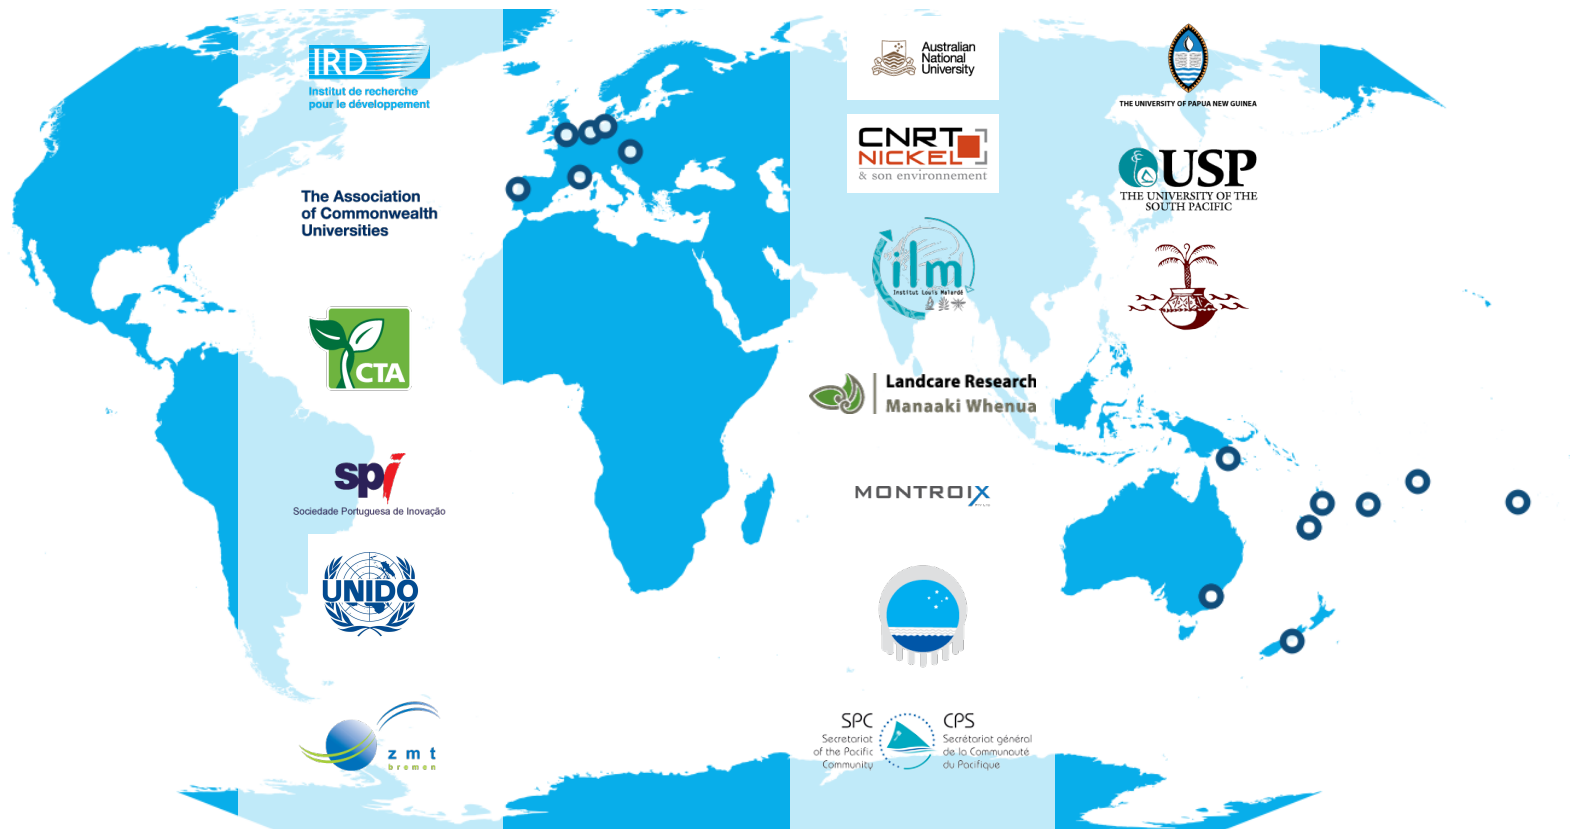 IRD
Institut de recherche
pour le développement
The Association
of Commonwealth
Universities
CTA
spi
Sociedade Portuguesa de Inovação
UNIDO
zmt
bremen
Australian
National
University
CNRT
NICKEL
& son environnement
ilm
Institut Louis Malardé
Landcare Research
Manaaki Whenua
MONTROIX
SPC
Secretariat
of the Pacific
Community
CPS
Secrétariat général
de la Communauté
du Pacifique
THE UNIVERSITY OF PAPUA NEW GUINEA
USP
THE UNIVERSITY OF THE
SOUTH PACIFIC